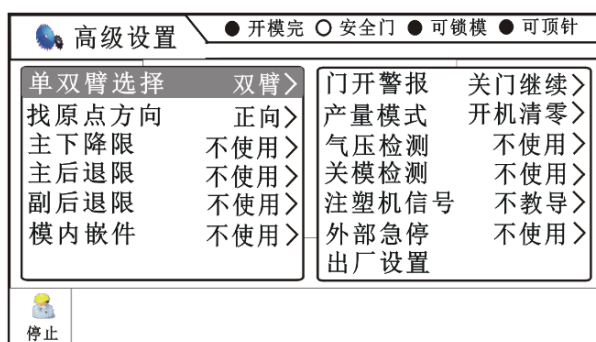 高级设置 ● 开模完 ○ 安全门 ● 可锁模 ● 可顶针
单双臂选择 双臂>
找原点方向 正向>
主下降限 不使用>
主后退限 不使用>
副后退限 不使用>
模内嵌件 不使用>
门开警报 关门继续>
产量模式 开机清零>
气压检测 不使用>
关模检测 不使用>
注塑机信号 不教导>
外部急停 不使用>
出厂设置
停止